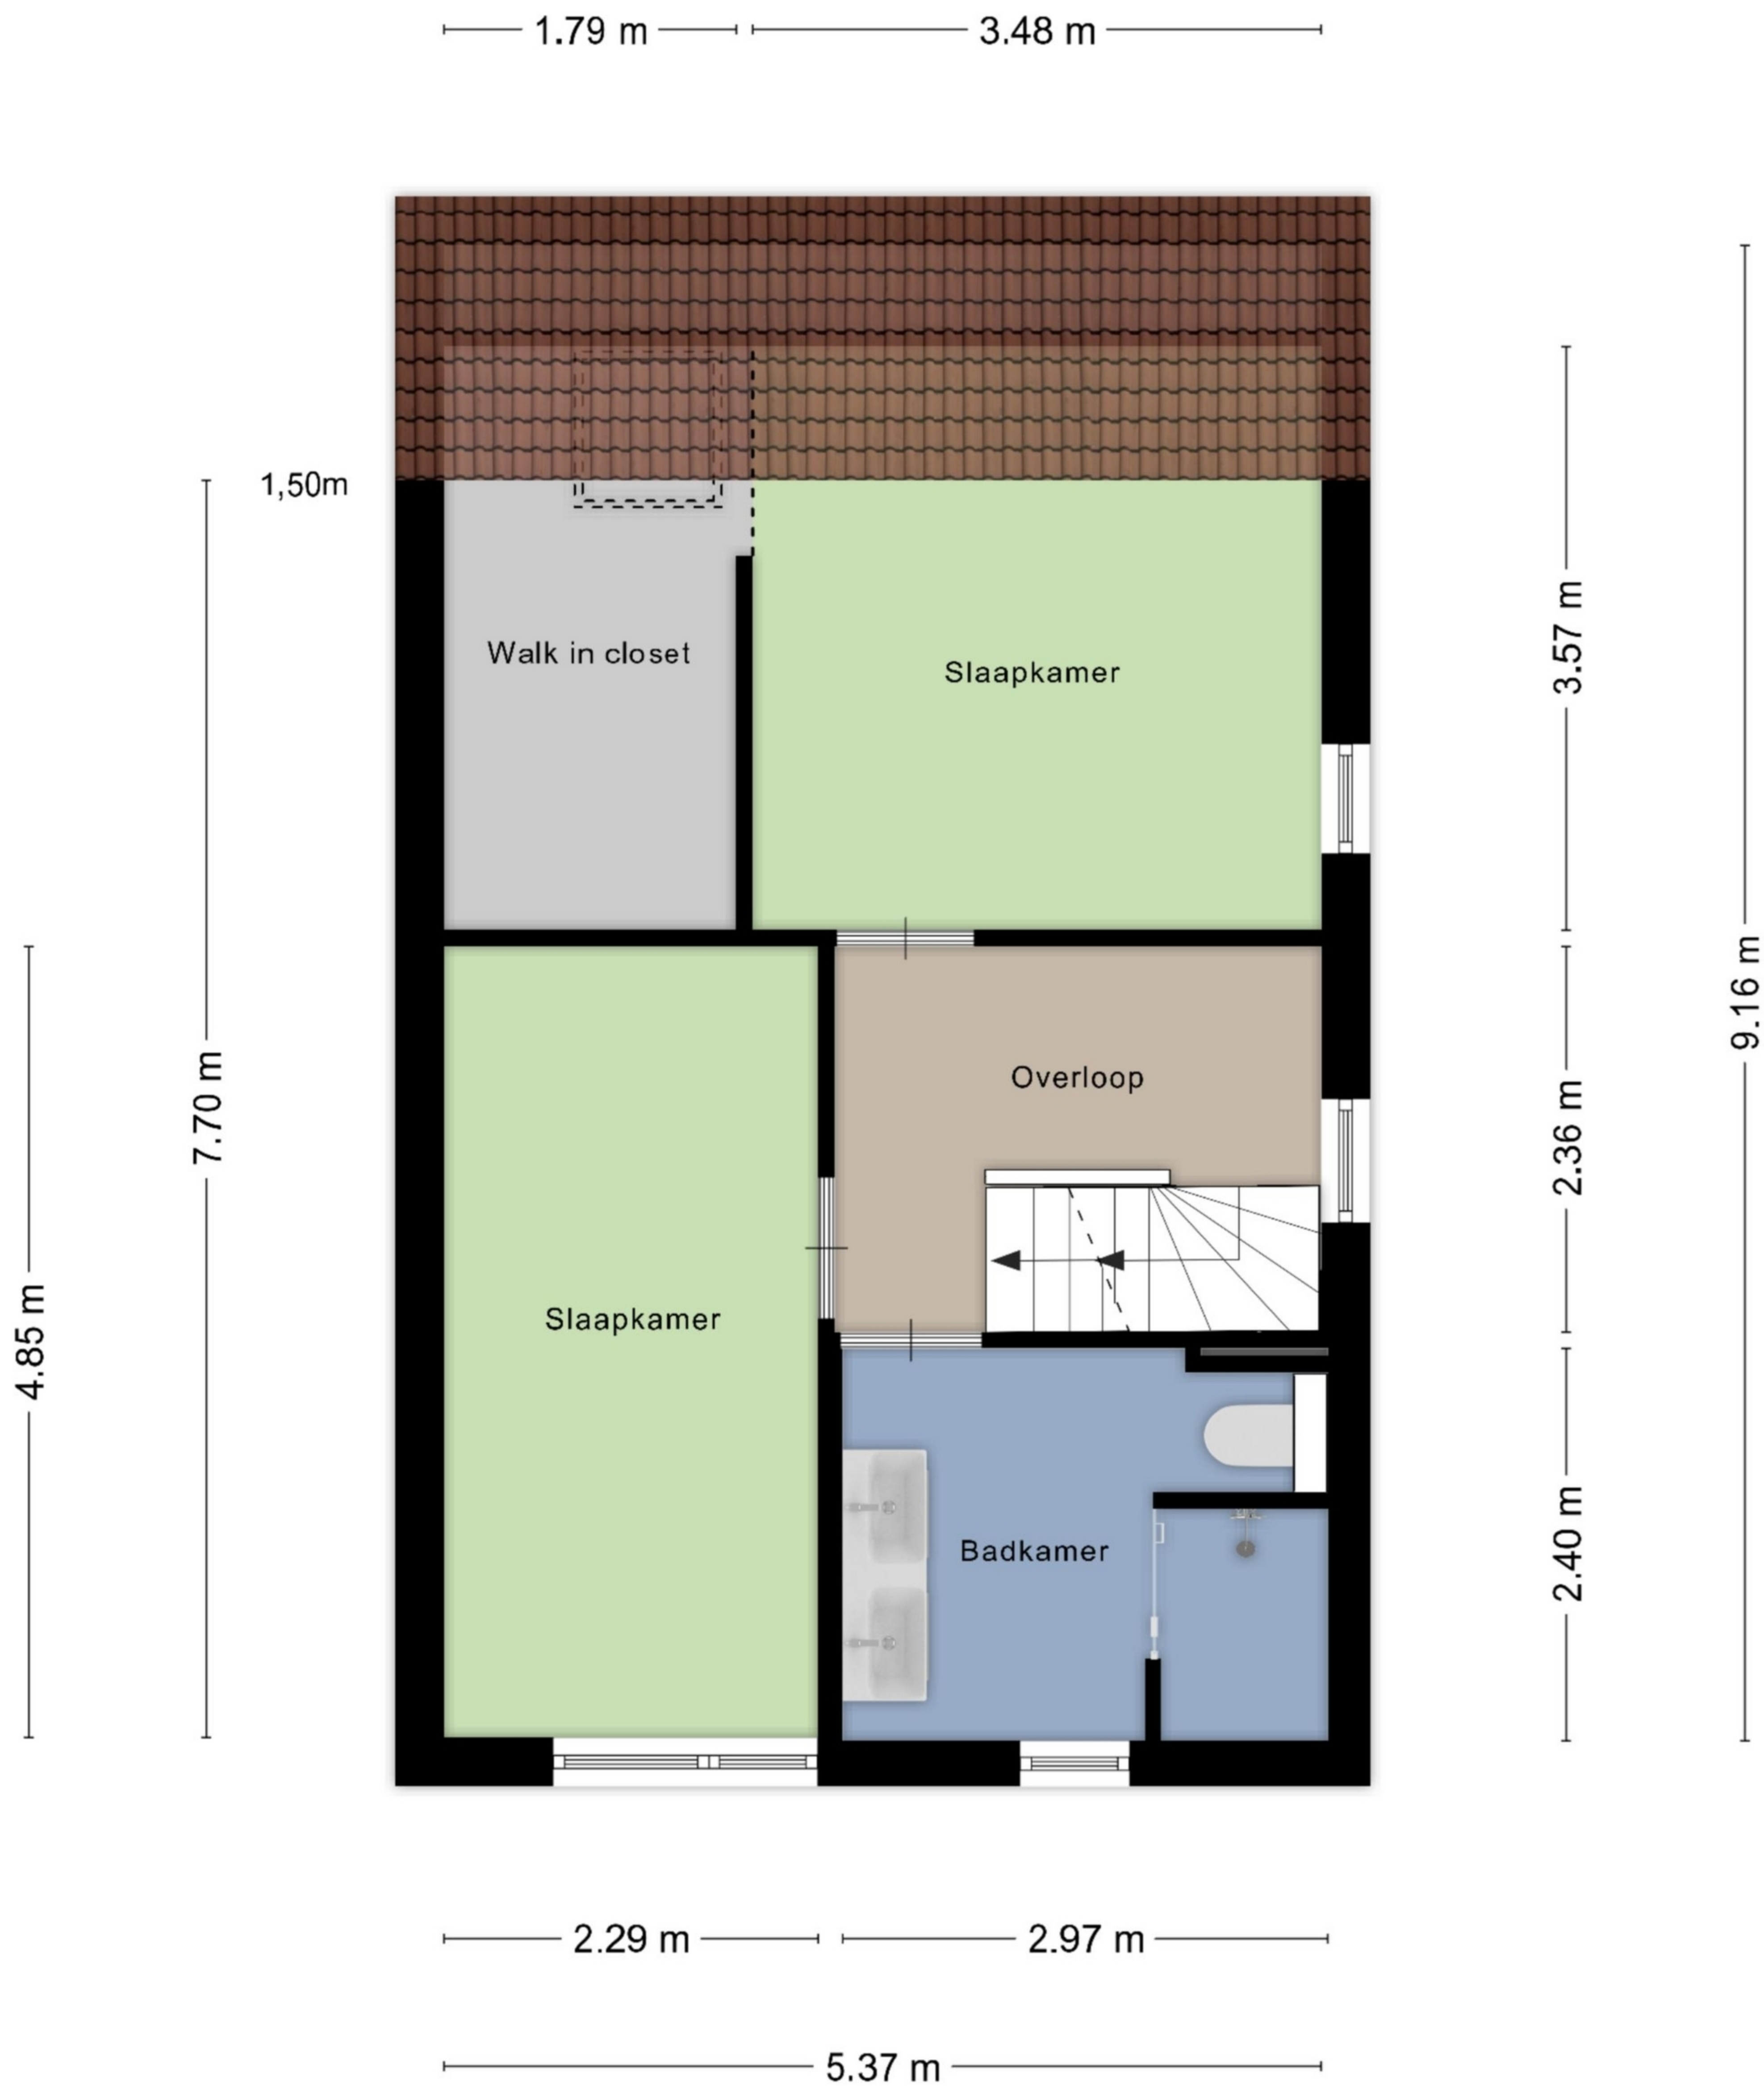 1.79 m
3.48 m
1,50m
Walk in closet
Slaapkamer
3.57 m
9.16 m
Overloop
7.70 m
2.36 m
Slaapkamer
4.85 m
Badkamer
2.40 m
2.29 m
2.97 m
5.37 m